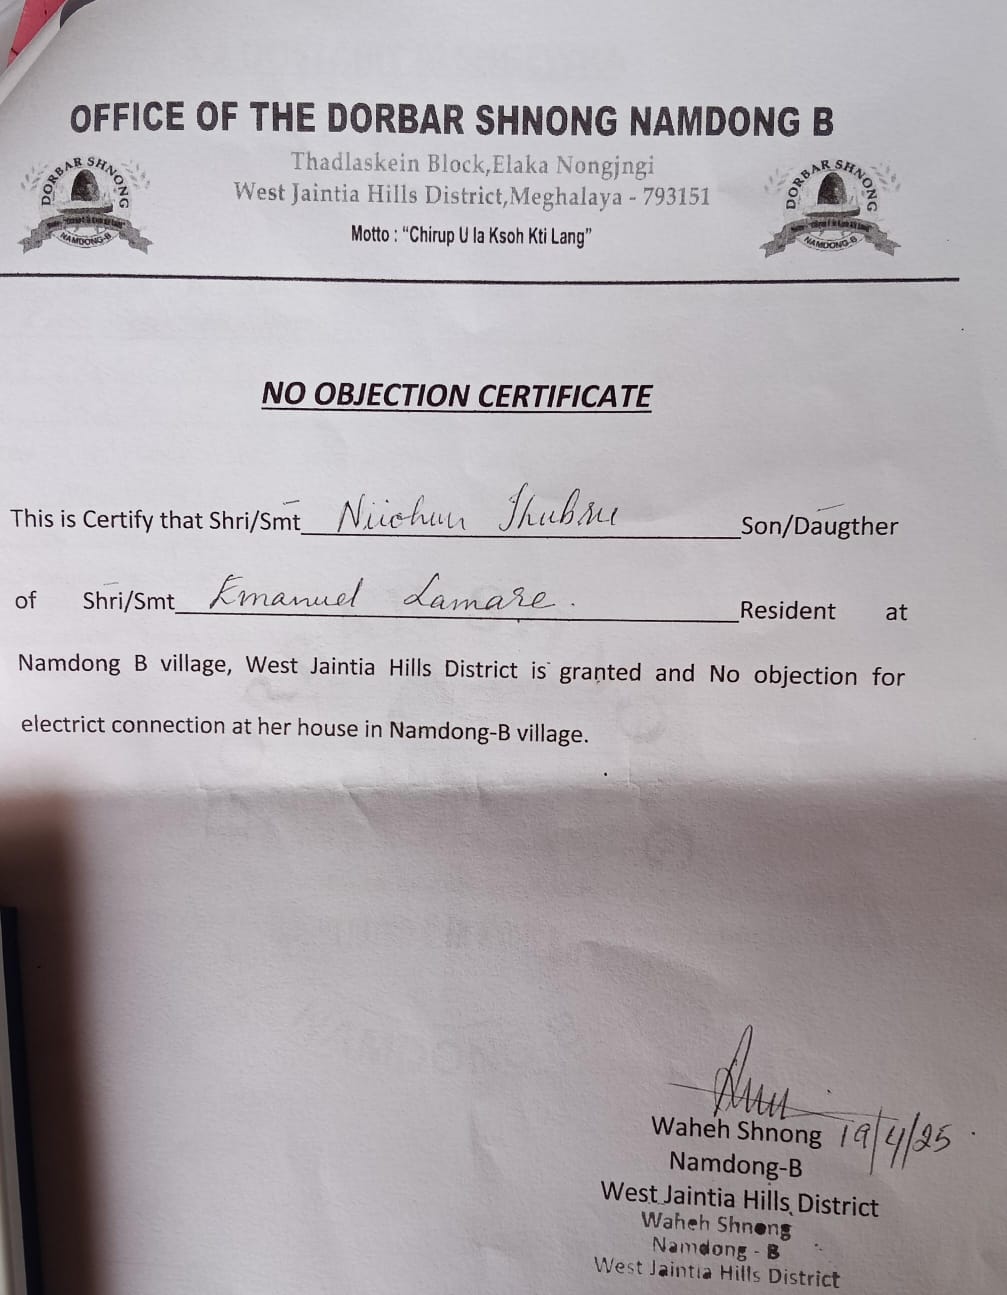 OFFICE OF THE DORBAR SHNONG NAMDONG B
Thadlaskein Block,Elaka Nongjngi
West Jaintia Hills District,Meghalaya - 793151
Motto : “Chirup U la Ksoh Kti Lang”
DORBAR SHNONG
NAMDONG-B
DORBAR SHNONG
NAMDONG-B
NO OBJECTION CERTIFICATE
This is Certify that Shri/Smt Son/Daugther
of Shri/Smt Emanuel Lamare. Resident at
Namdong B village, West Jaintia Hills District is granted and No objection for
electrict connection at her house in Namdong-B village.
Waheh Shnong 19/4/25
Namdong-B
West Jaintia Hills District
Waheh Shnong
Namdong - B
West Jaintia Hills District